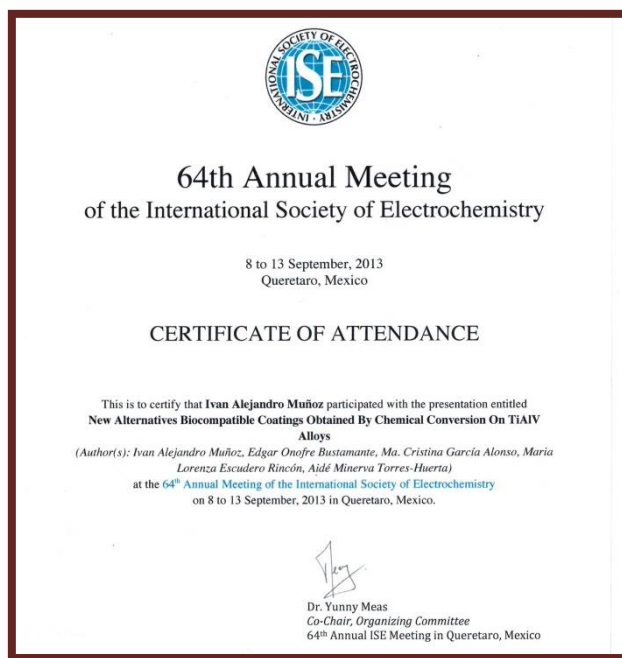 INTERNATIONAL SOCIETY OF ELECTROCHEMISTRY
ISE
64th Annual Meeting
of the International Society of Electrochemistry
8 to 13 September, 2013
Queretaro, Mexico
CERTIFICATE OF ATTENDANCE
This is to certify that Ivan Alejandro Muñoz participated with the presentation entitled
New Alternatives Biocompatible Coatings Obtained By Chemical Conversion On TiAlV
Alloys
(Author(s): Ivan Alejandro Muñoz, Edgar Onofre Bustamante, Ma. Cristina García Alonso, Maria
Lorenza Escudero Rincón, Aidé Minerva Torres-Huerta)
at the 64th Annual Meeting of the International Society of Electrochemistry
on 8 to 13 September, 2013 in Queretaro, Mexico.
Dr. Yunny Meas
Co-Chair, Organizing Committee
64th Annual ISE Meeting in Queretaro, Mexico